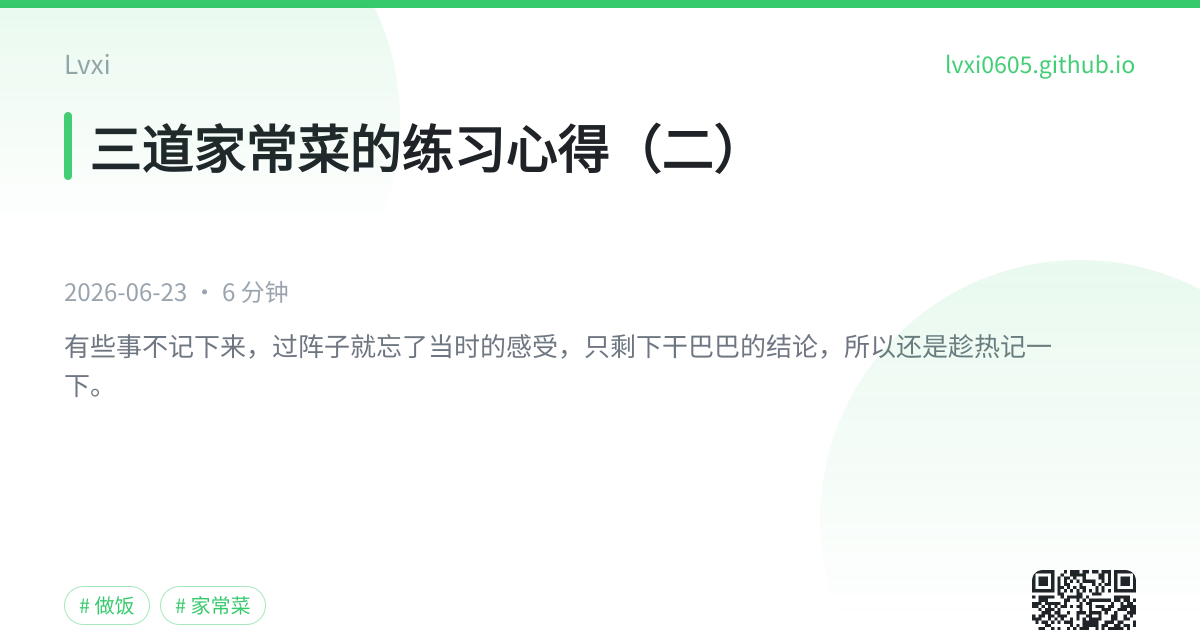 Lvxi
lvxi0605.github.io
三道家常菜的练习心得（二）
2026-06-23 · 6 分钟
有些事不记下来，过阵子就忘了当时的感受，只剩下干巴巴的结论，所以还是趁热记一
下。
# 做饭
# 家常菜